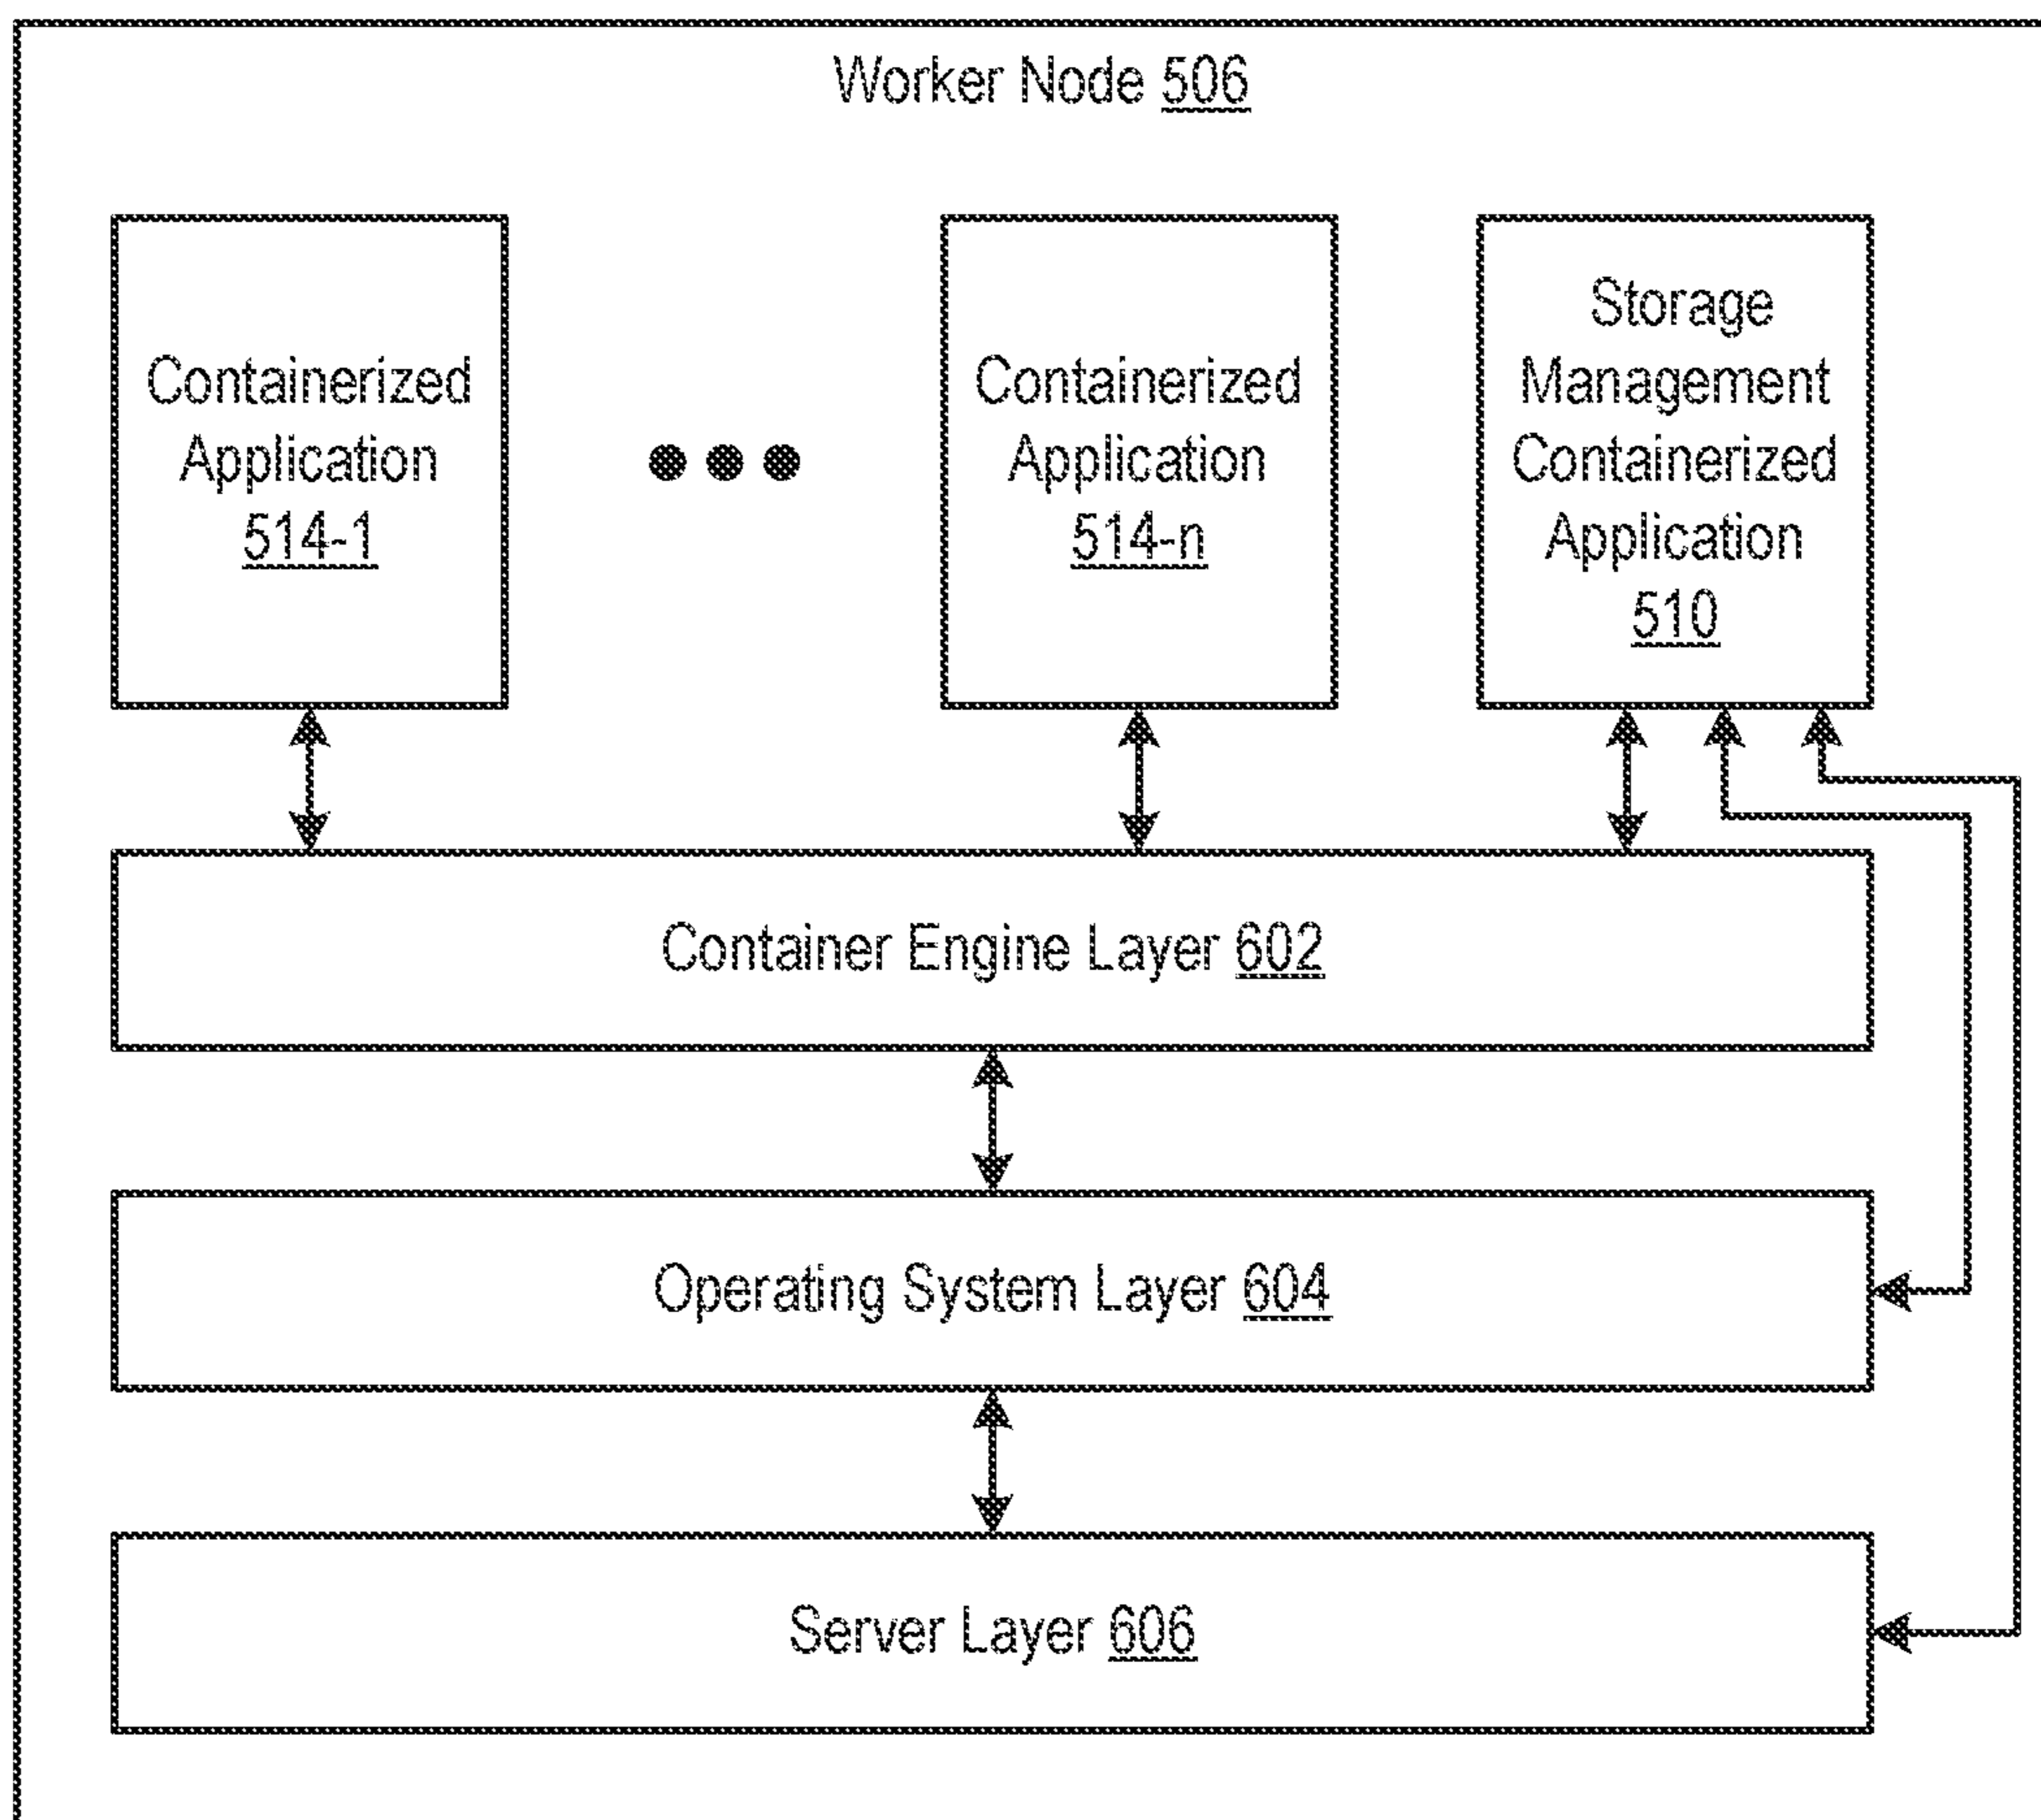 Worker Node 506
Containerized
Application
514-1
Containerized
Application
514-n
Storage
Management
Containerized
Application
510
Container Engine Layer 602
Operating System Layer 604
Server Layer 606